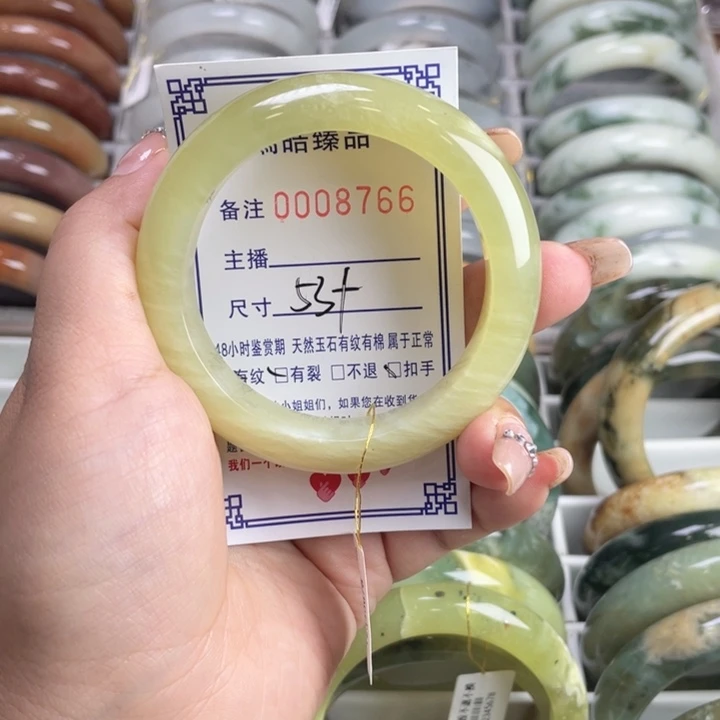 皓臻品
备注 0008766
主播
尺寸 53+
48小时鉴赏期 天然玉石有纹有棉 属于正常
有纹 □有裂 □不退 □扣手
小姐姐们，如果您在收到
我们一个